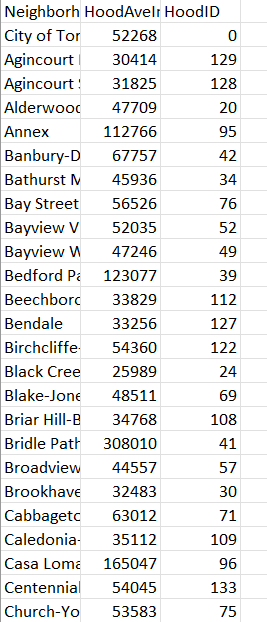 Neighborh HoodAveIn HoodID
City of Tor 52268 0
Agincourt 30414 129
Agincourt 31825 128
Alderwood 47709 20
Annex 112766 95
Banbury-D 67757 42
Bathurst M 45936 34
Bay Street 56526 76
Bayview V 52035 52
Bayview W 47246 49
Bedford Pa 123077 39
Beechboro 33829 112
Bendale 33256 127
Birchcliffe- 54360 122
Black Cree 25989 24
Blake-Jone 48511 69
Briar Hill-B 34768 108
Bridle Path 308010 41
Broadview 44557 57
Brookhave 32483 30
Cabbageto 63012 71
Caledonia- 35112 109
Casa Loma 165047 96
Centennial 54045 133
Church-Yo 53583 75